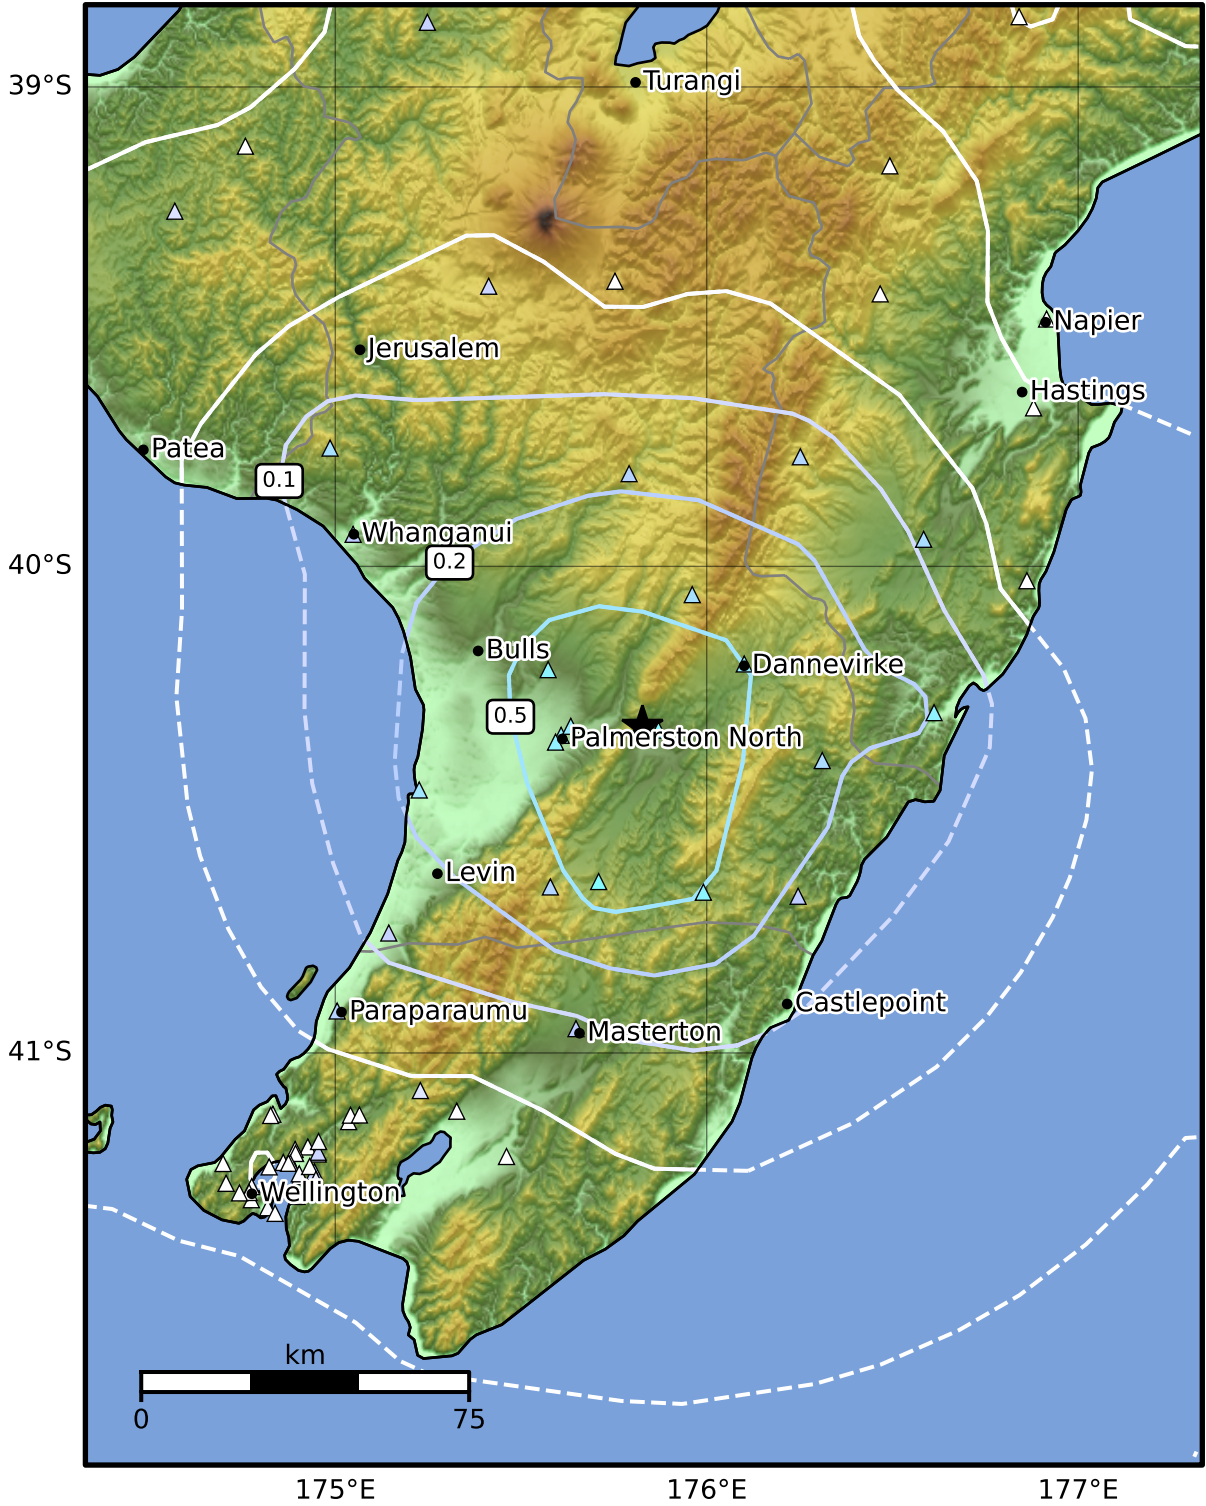 39°S
Turangi
Napier
Jerusalem
Hastings
Patea
0.1
Whanganui
0.2
40°S
Bulls
Dannevirke
0.5
Palmerston North
Levin
Castlepoint
Paraparaumu
Masterton
41°S
Wellington
km
0 75
175°E 176°E 177°E